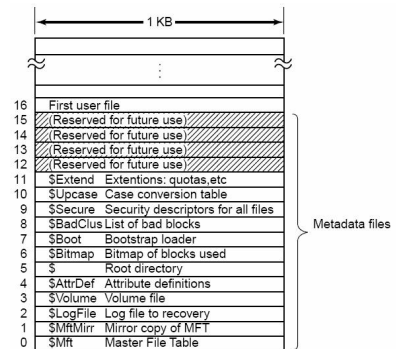 1 KB
16 First user file
15 (Reserved for future use)
14 (Reserved for future use)
13 (Reserved for future use)
12 (Reserved for future use)
11 $Extend Extentions: quotas,etc
10 $Upcase Case conversion table
9 $Secure Security descriptors for all files
8 $BadClus List of bad blocks
7 $Boot Bootstrap loader
6 $Bitmap Bitmap of blocks used
5 $ Root directory
4 $AttrDef Attribute definitions
3 $Volume Volume file
2 $LogFile Log file to recovery
1 $MftMirr Mirror copy of MFT
0 $Mft Master File Table
Metadata files